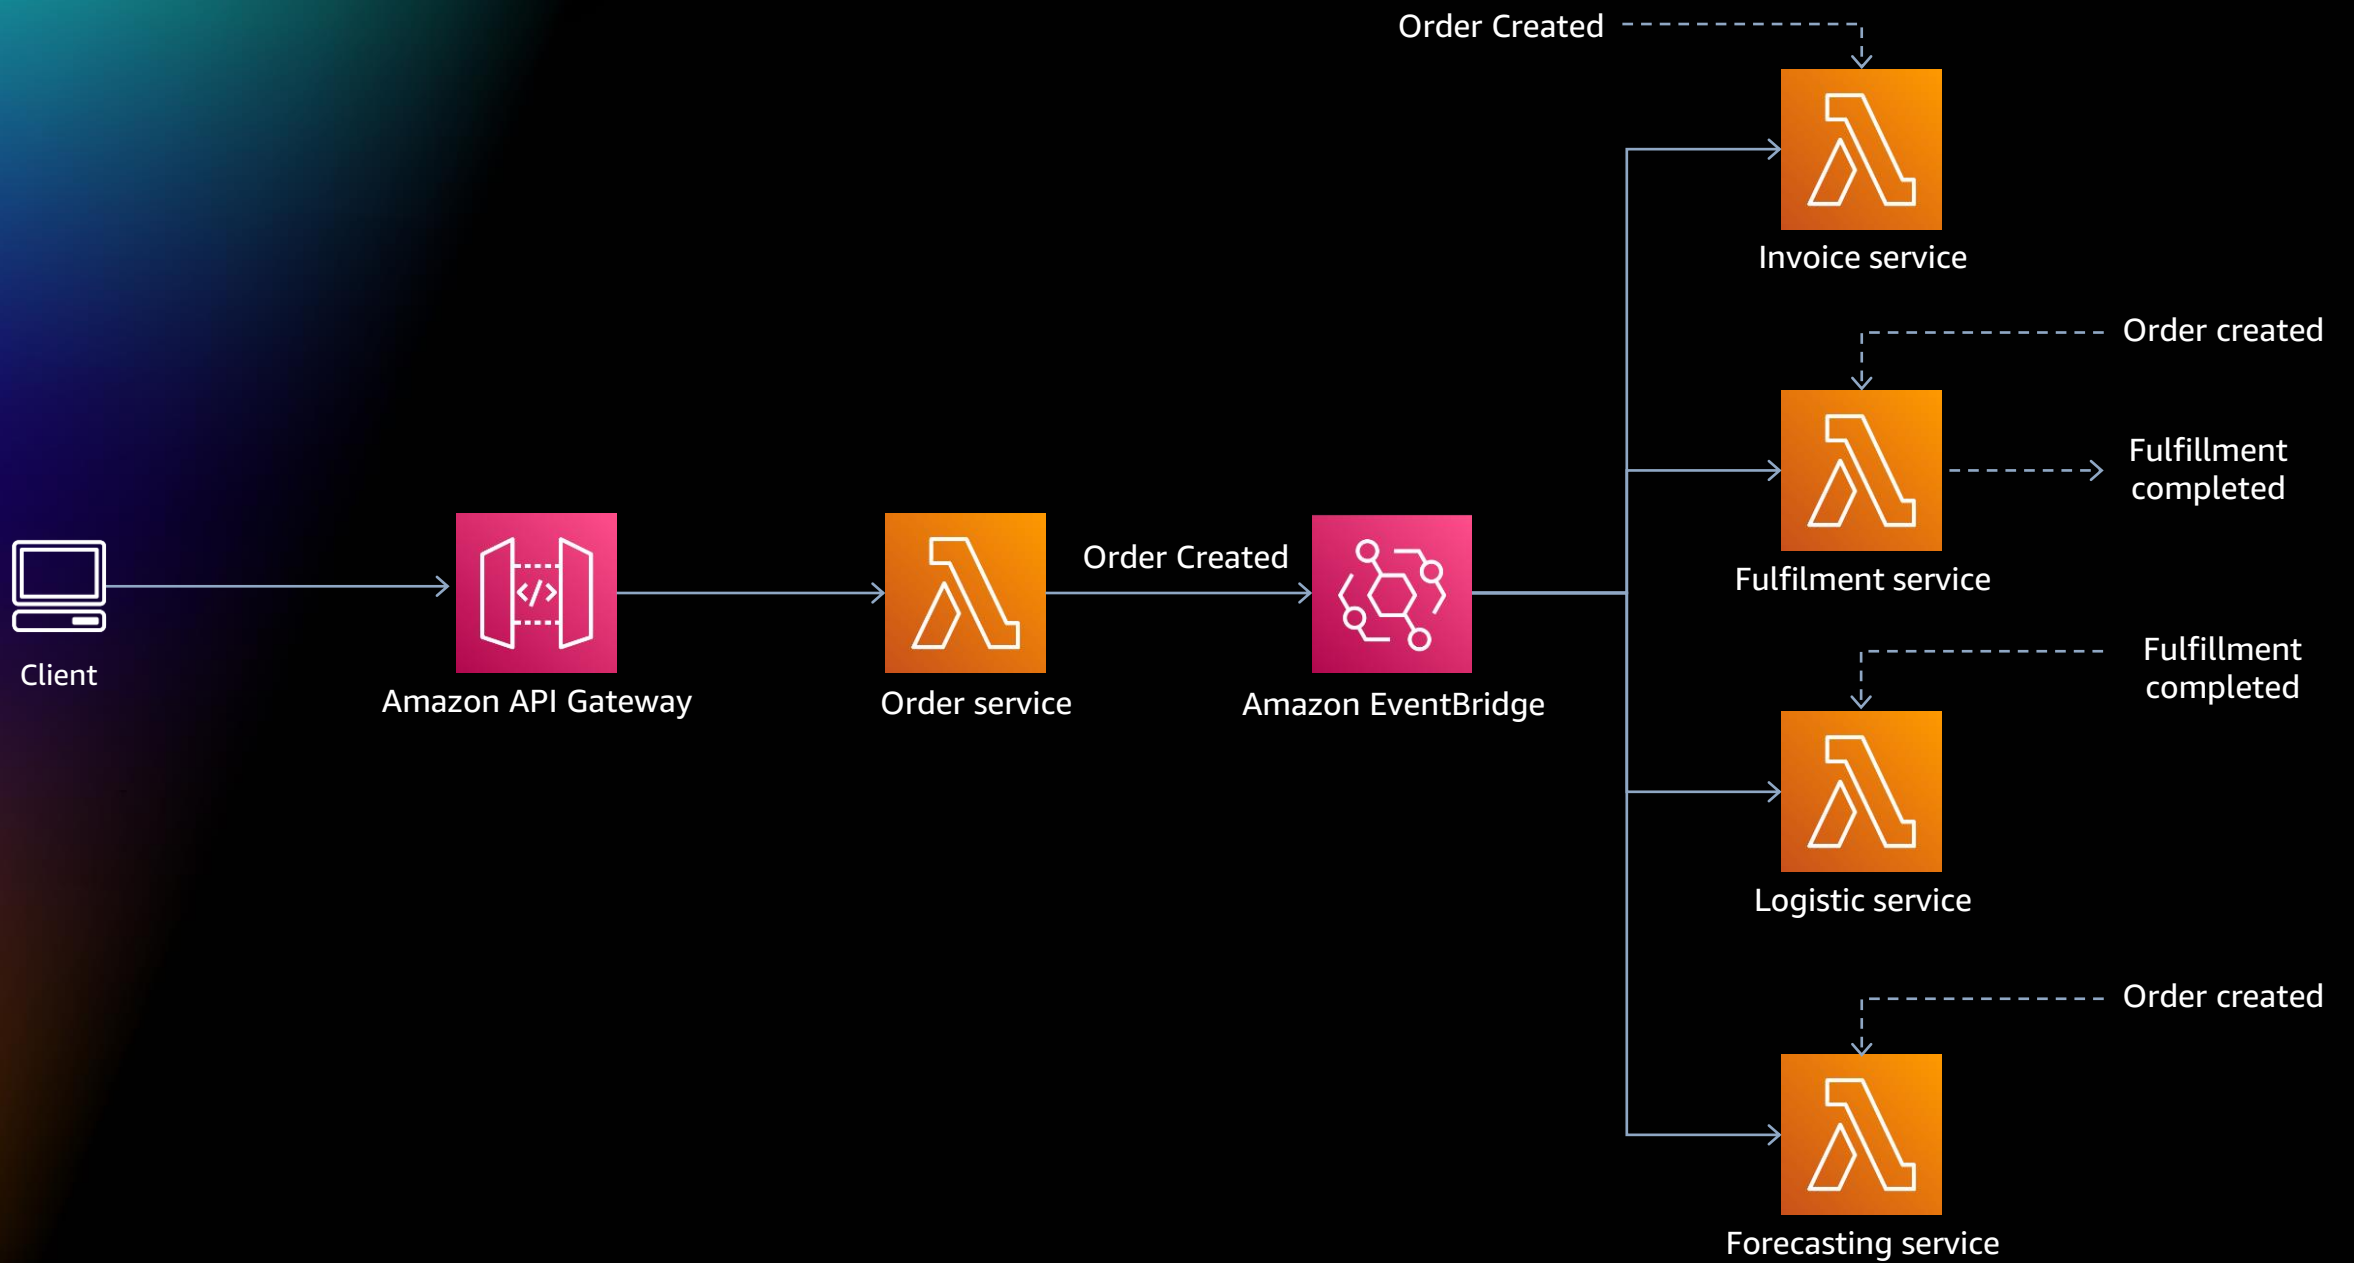 Order Created
Invoice service
Order created
Fulfillment
completed
Fulfilment service
Order Created
Client
Amazon API Gateway
Order service
Amazon EventBridge
Fulfillment
completed
Logistic service
Order created
Forecasting service